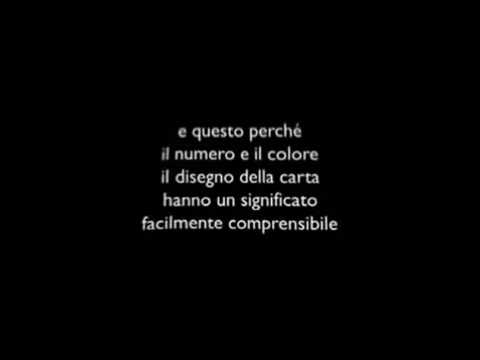 e questo perché
il numero e il colore
il disegno della carta
hanno un significato
facilmente comprensibile